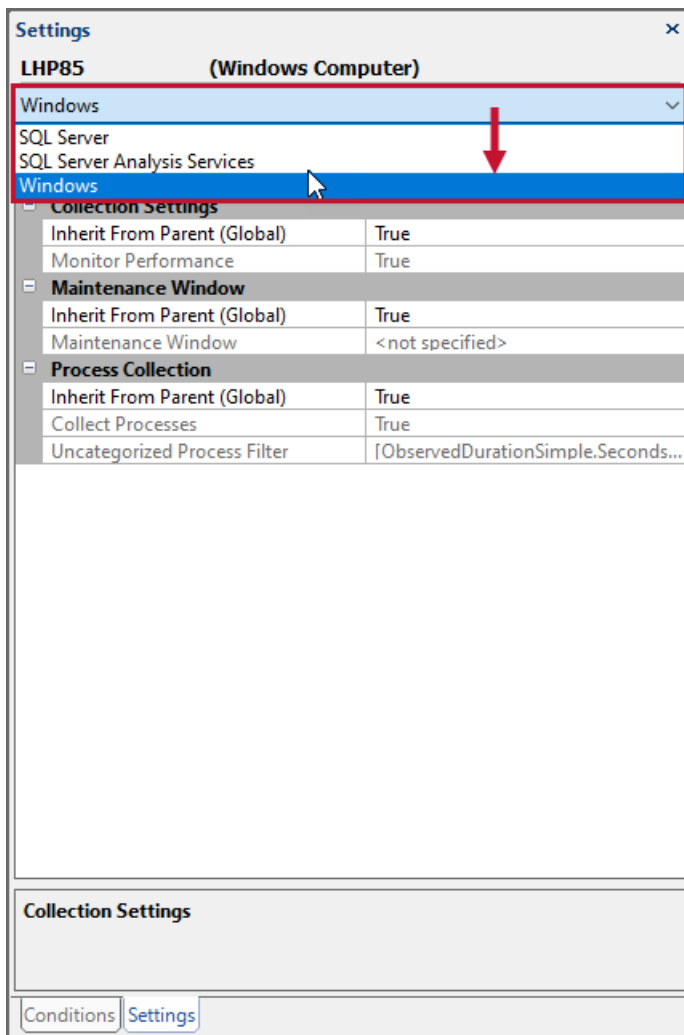 Settings
LHP85 (Windows Computer)
Windows
SQL Server
SQL Server Analysis Services
Windows
Collection Settings
Inherit From Parent (Global) True
Monitor Performance True
Maintenance Window
Inherit From Parent (Global) True
Maintenance Window <not specified>
Process Collection
Inherit From Parent (Global) True
Collect Processes True
Uncategorized Process Filter [ObservedDurationSimple.Seconds...
Collection Settings
Conditions Settings